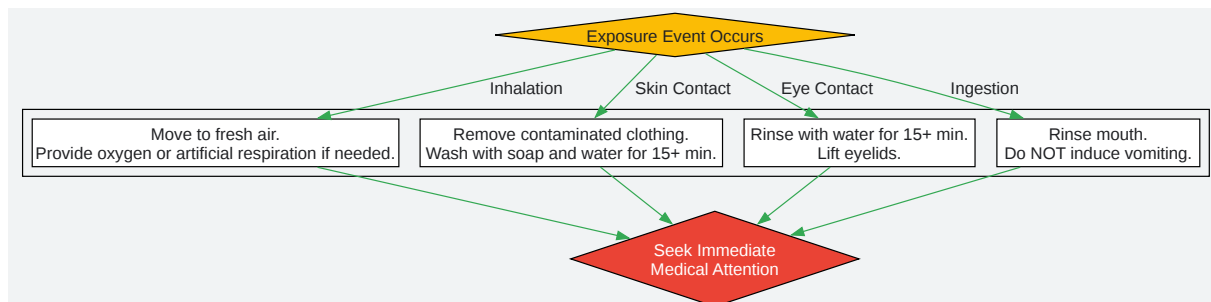 Exposure Event Occurs
Inhalation
Skin Contact
Eye Contact
Ingestion
Move to fresh air.
Provide oxygen or artificial respiration if needed.
Remove contaminated clothing.
Wash with soap and water for 15+ min.
Rinse with water for 15+ min.
Lift eyelids.
Rinse mouth.
Do NOT induce vomiting.
Seek Immediate
Medical Attention